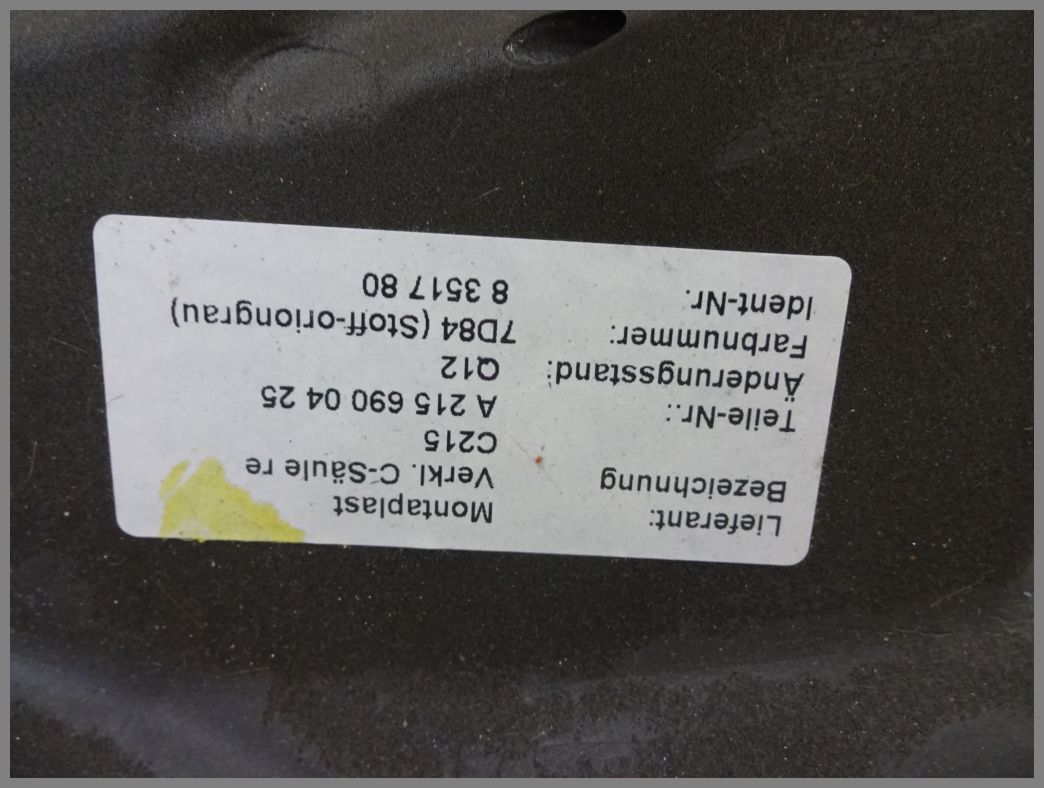 Lieferant: Montaplast
Bezeichnung Verkl. C-Säule re
C215
Teile-Nr.: A 215 690 04 25
Änderungsstand: Q12
Farbnummer: 7D84 (Stoff-oriongrau)
Ident-Nr. 8 3517 80